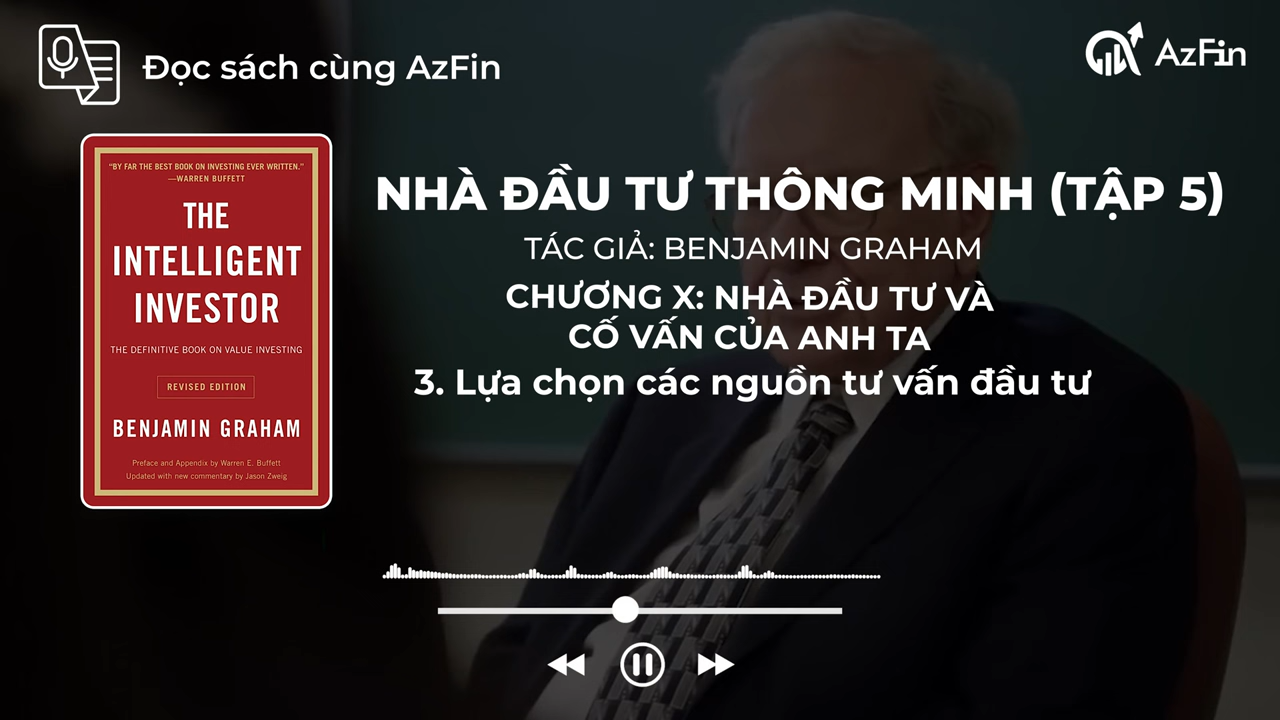 Đọc sách cùng AzFin
AzFin
"BY FAR THE BEST BOOK ON INVESTING EVER WRITTEN."
—WARREN BUFFETT
THE
INTELLIGENT
INVESTOR
THE DEFINITIVE BOOK ON VALUE INVESTING
REVISED EDITION
BENJAMIN GRAHAM
Preface and Appendix by Warren E. Buffett
Updated with new commentary by Jason Zweig
NHÀ ĐẦU TƯ THÔNG MINH (TẬP 5)
TÁC GIẢ: BENJAMIN GRAHAM
CHƯƠNG X: NHÀ ĐẦU TƯ VÀ
CỐ VẤN CỦA ANH TA
3. Lựa chọn các nguồn tư vấn đầu tư